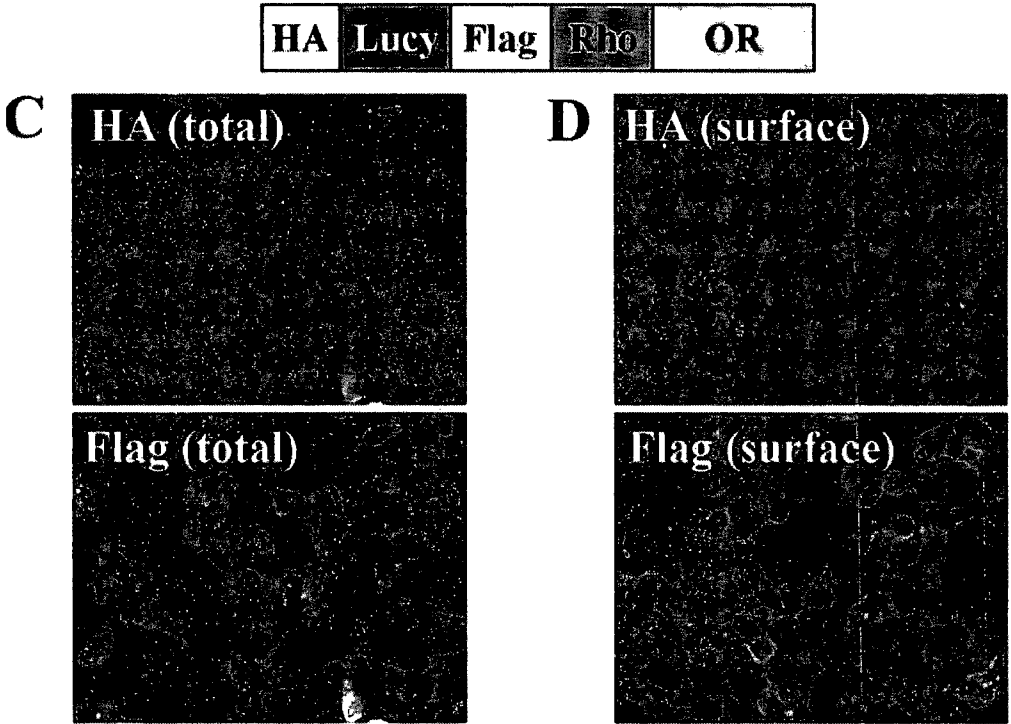 HA Lucy Flag Rho OR
C HA (total) D HA (surface)
Flag (total) Flag (surface)